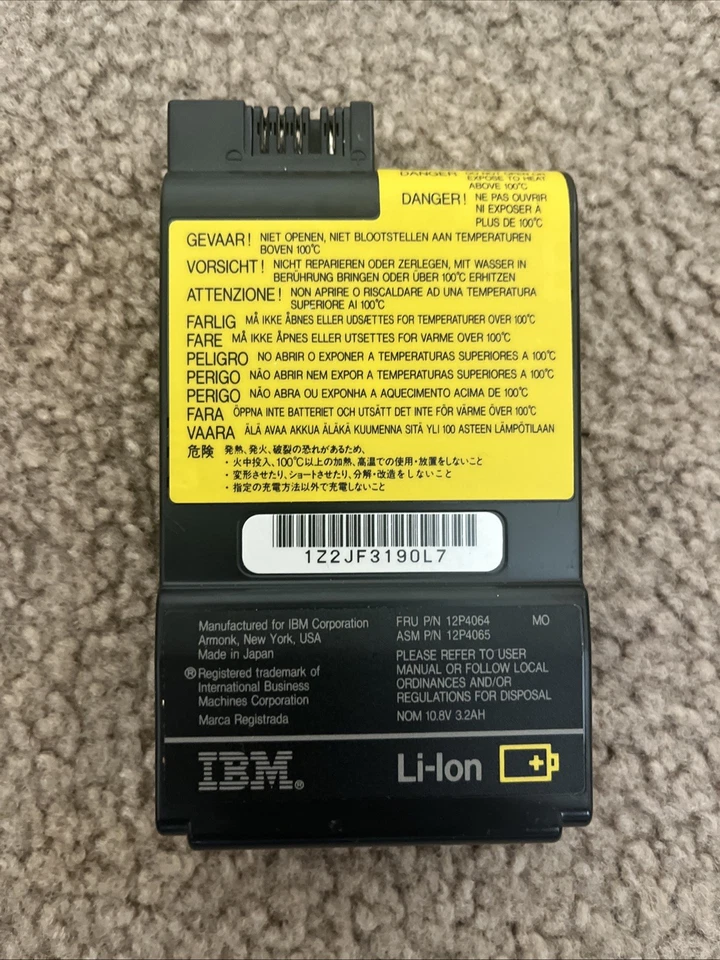 DANGER DO NOT OPEN OR
EXPOSE TO HEAT
ABOVE 100℃
DANGER! NE PAS OUVRIR
NI EXPOSER A
PLUS DE 100℃
GEVAAR! NIET OPENEN, NIET BLOOTSTELLEN AAN TEMPERATUREN
BOVEN 100℃
VORSICHT! NICHT REPARIEREN ODER ZERLEGEN, MIT WASSER IN
BERÜHRUNG BRINGEN ODER ÜBER 100℃ ERHITZEN
ATTENZIONE! NON APRIRE O RISCALDARE AD UNA TEMPERATURA
SUPERIORE AI 100℃
FARLIG MÅ IKKE ÅBNES ELLER UDSÆTTES FOR TEMPERATURER OVER 100℃
FARE MÅ IKKE ÅPNES ELLER UTSETTES FOR VARME OVER 100℃
PELIGRO NO ABRIR O EXPONER A TEMPERATURAS SUPERIORES A 100℃
PERIGO NÃO ABRIR NEM EXPOR A TEMPERATURAS SUPERIORES A 100℃
PERIGO NÃO ABRA OU EXPONHA A AQUECIMENTO ACIMA DE 100℃
FARA ÖPPNA INTE BATTERIET OCH UTSÄTT DET INTE FÖR VÄRME ÖVER 100℃
VAARA ÄLÄ AVAA AKKUA ÄLÄKÄ KUUMENNA SITÄ YLI 100 ASTEEN LÄMPÖTILAAN
危険 発熱、発火、破裂の恐れがあるため、
・火中投入、100℃以上の加熱、高温での使用・放置をしないこと
・変形させたり、ショートさせたり、分解・改造をしないこと
・指定の充電方法以外で充電しないこと
1Z2JF3190L7
Manufactured for IBM Corporation
Armonk, New York, USA
Made in Japan
® Registered trademark of
International Business
Machines Corporation
Marca Registrada
FRU P/N 12P4064 MO
ASM P/N 12P4065
PLEASE REFER TO USER
MANUAL OR FOLLOW LOCAL
ORDINANCES AND/OR
REGULATIONS FOR DISPOSAL
NOM 10.8V 3.2AH
IBM®
Li-Ion